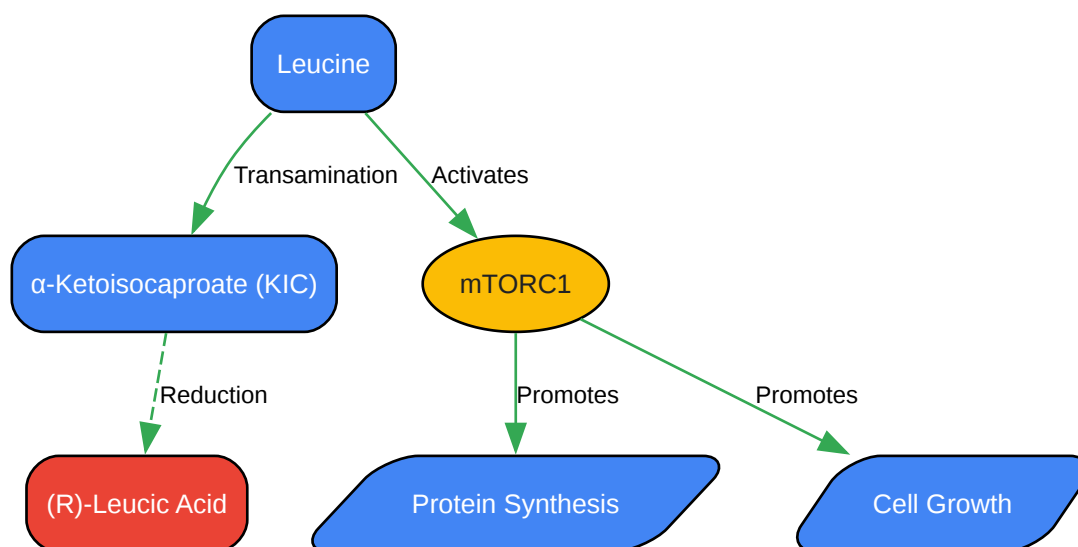 Leucine
Transamination
Activates
α-Ketoisocaproate (KIC)
mTORC1
Reduction
Promotes
Promotes
(R)-Leucic Acid
Protein Synthesis
Cell Growth